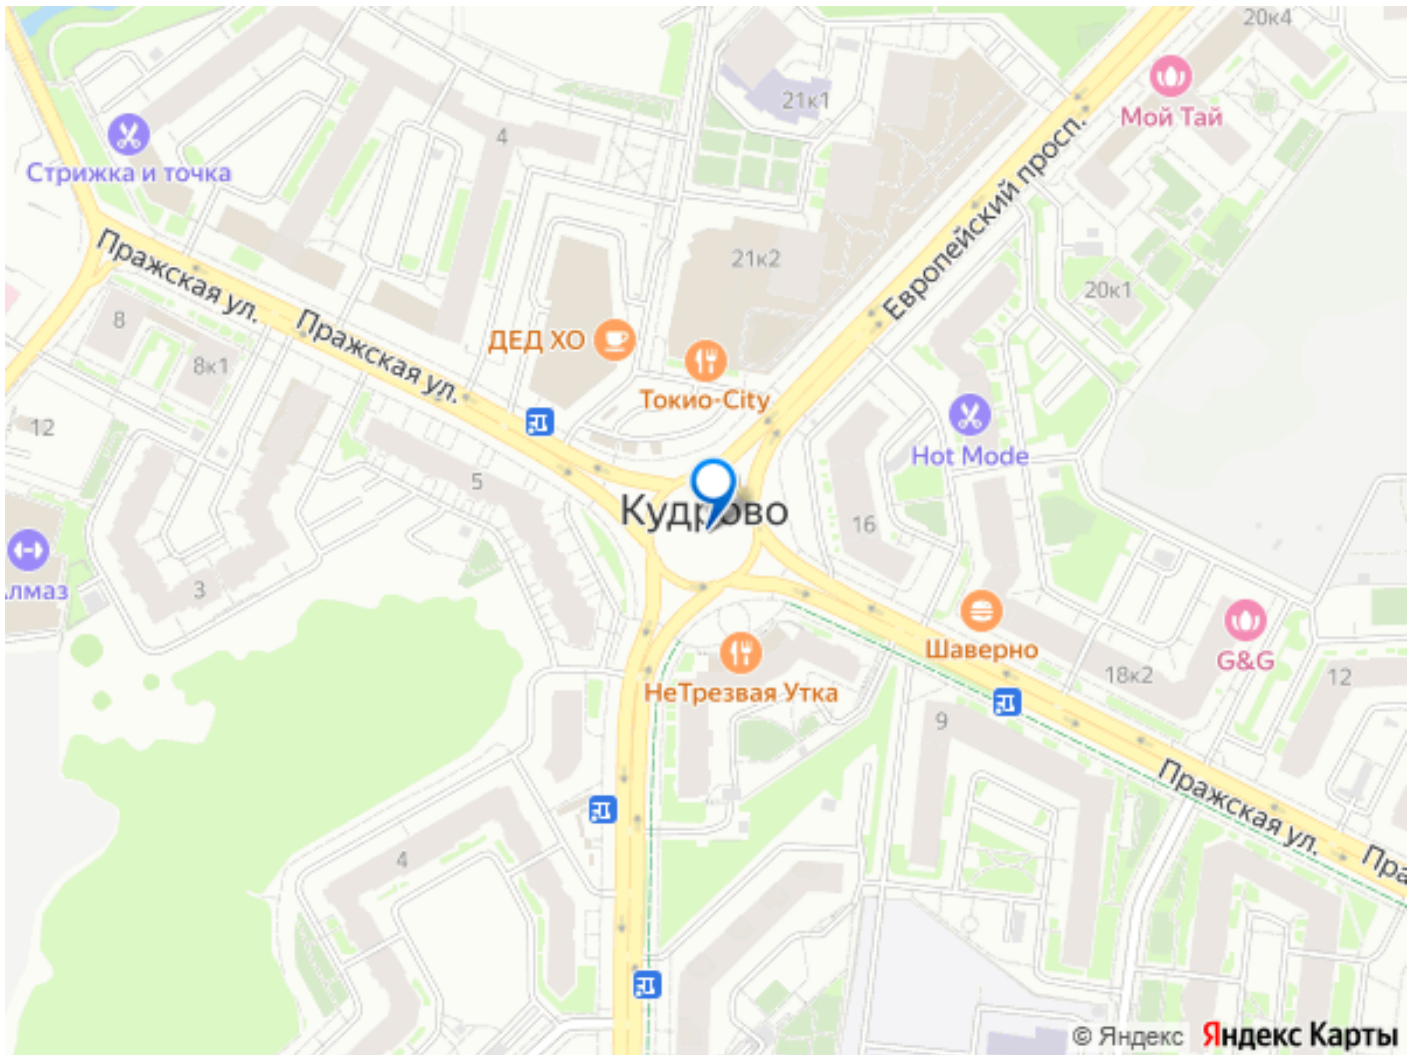 20к4
Мой Тай
21к1
4
Стрижка и точка
Европейский просп.
Пражская ул.
21к2
20к1
8
Пражская ул.
ДЕД ХО
8к1
Токио-City
12
Hot Mode
5
Кудрово
16
3
лмаз
Шаверно
G&G
НеТрезвая Утка
18к2
12
9
Пражская ул.
4
Пра
© Яндекс Яндекс Карты